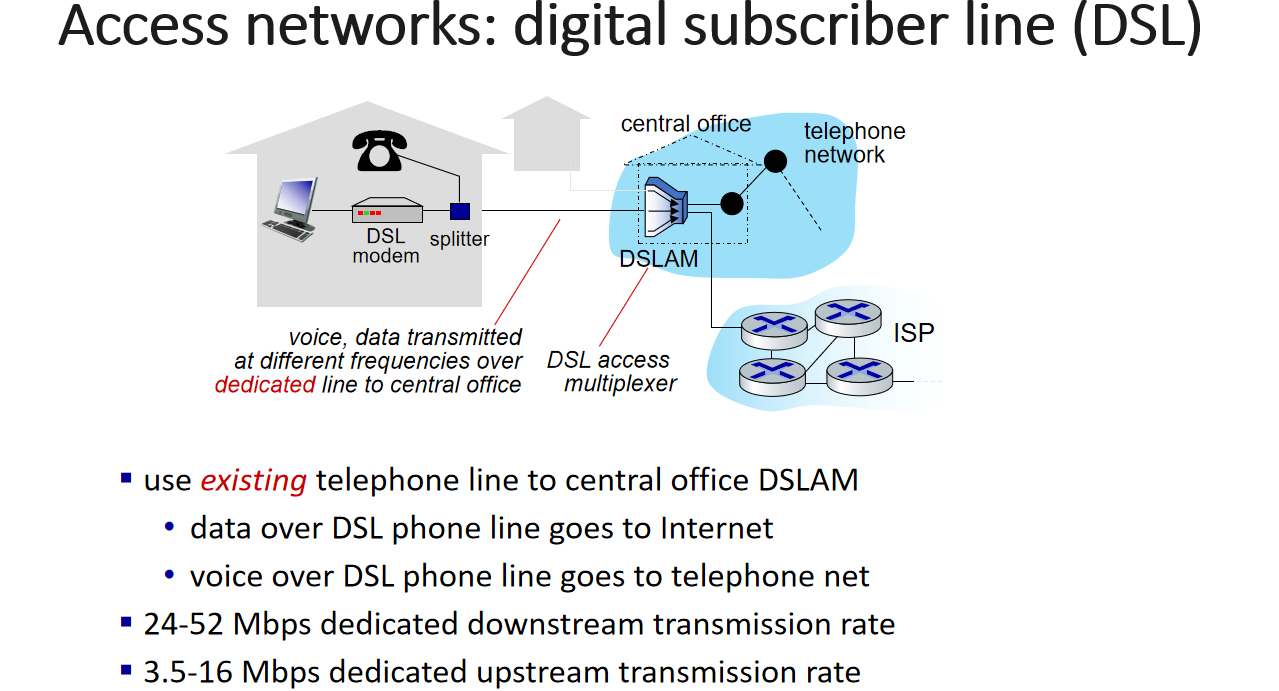 Access networks: digital subscriber line (DSL)
central office
telephone
network
DSL
modem
splitter
DSLAM
voice, data transmitted
at different frequencies over
dedicated line to central office
DSL access
multiplexer
ISP
use existing telephone line to central office DSLAM
data over DSL phone line goes to Internet
voice over DSL phone line goes to telephone net
24-52 Mbps dedicated downstream transmission rate
3.5-16 Mbps dedicated upstream transmission rate